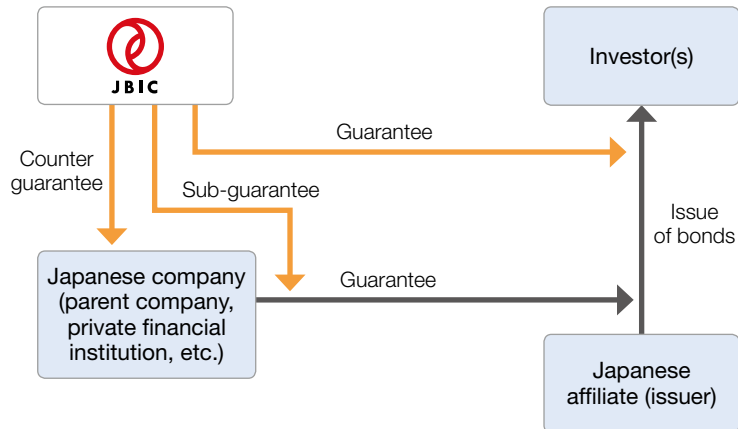 JBIC
Investor(s)
Guarantee
Counter
guarantee
Sub-guarantee
Issue
of bonds
Japanese company
(parent company,
private financial
institution, etc.)
Guarantee
Japanese
affiliate (issuer)